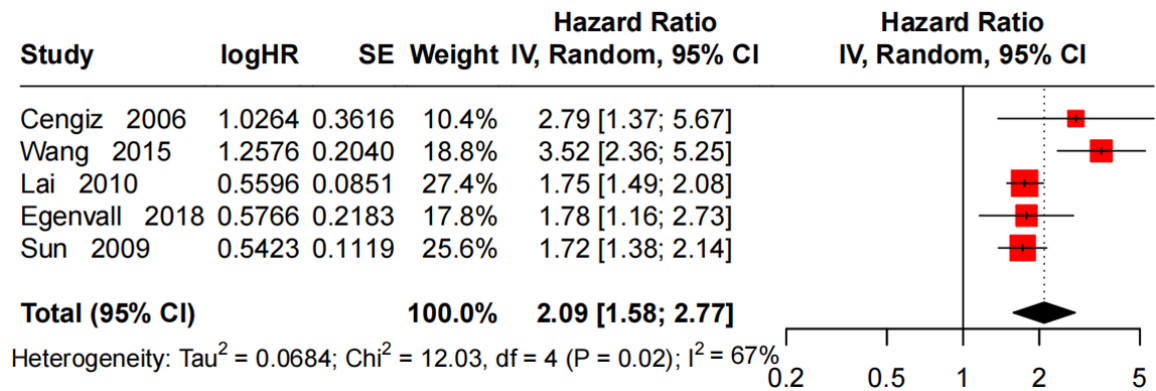 Hazard Ratio Hazard Ratio
Study logHR SE Weight IV, Random, 95% CI IV, Random, 95% CI
Cengiz 2006 1.0264 0.3616 10.4% 2.79 [1.37; 5.67]
Wang 2015 1.2576 0.2040 18.8% 3.52 [2.36; 5.25]
Lai 2010 0.5596 0.0851 27.4% 1.75 [1.49; 2.08]
Egenvall 2018 0.5766 0.2183 17.8% 1.78 [1.16; 2.73]
Sun 2009 0.5423 0.1119 25.6% 1.72 [1.38; 2.14]
Total (95% CI) 100.0% 2.09 [1.58; 2.77]
Heterogeneity: Tau² = 0.0684; Chi² = 12.03, df = 4 (P = 0.02); I² = 67%
0.2 0.5 1 2 5